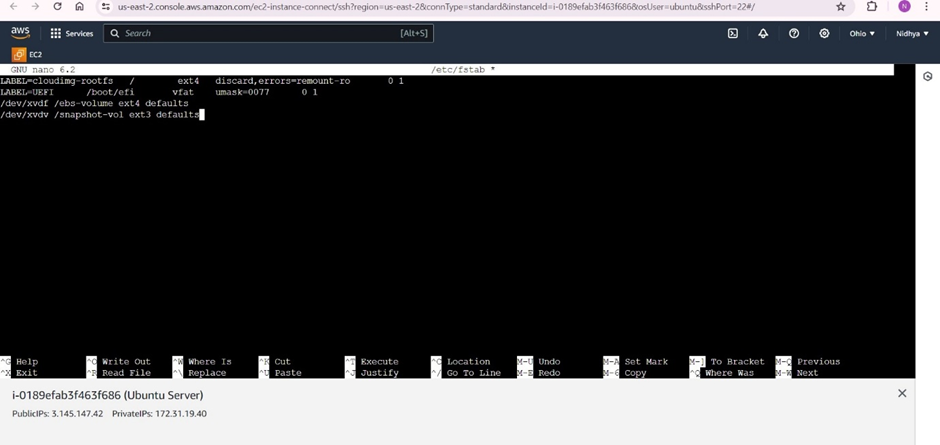 us-east-2.console.aws.amazon.com/ec2-instance-connect/ssh?region=us-east-2&connType=standard&instanceId=i-0189efab3f463f686&osUser=ubuntu&sshPort=22#/
N
aws Services Search [Alt+S] Ohio Nidhya
EC2
GNU nano 6.2 /etc/fstab *
LABEL=cloudimg-rootfs / ext4 discard,errors=remount-ro 0 1
LABEL=UEFI /boot/efi vfat umask=0077 0 1
/dev/xvdf /ebs-volume ext4 defaults
/dev/xvdv /snapshot-vol ext3 defaults
^G Help ^O Write Out ^W Where Is ^K Cut ^T Execute ^C Location M-U Undo M-A Set Mark M-] To Bracket M-Q Previous
^X Exit ^R Read File ^\ Replace ^U Paste ^J Justify ^/ Go To Line M-E Redo M-6 Copy ^Q Where Was M-W Next
i-0189efab3f463f686 (Ubuntu Server)
PublicIPs: 3.145.147.42 PrivateIPs: 172.31.19.40